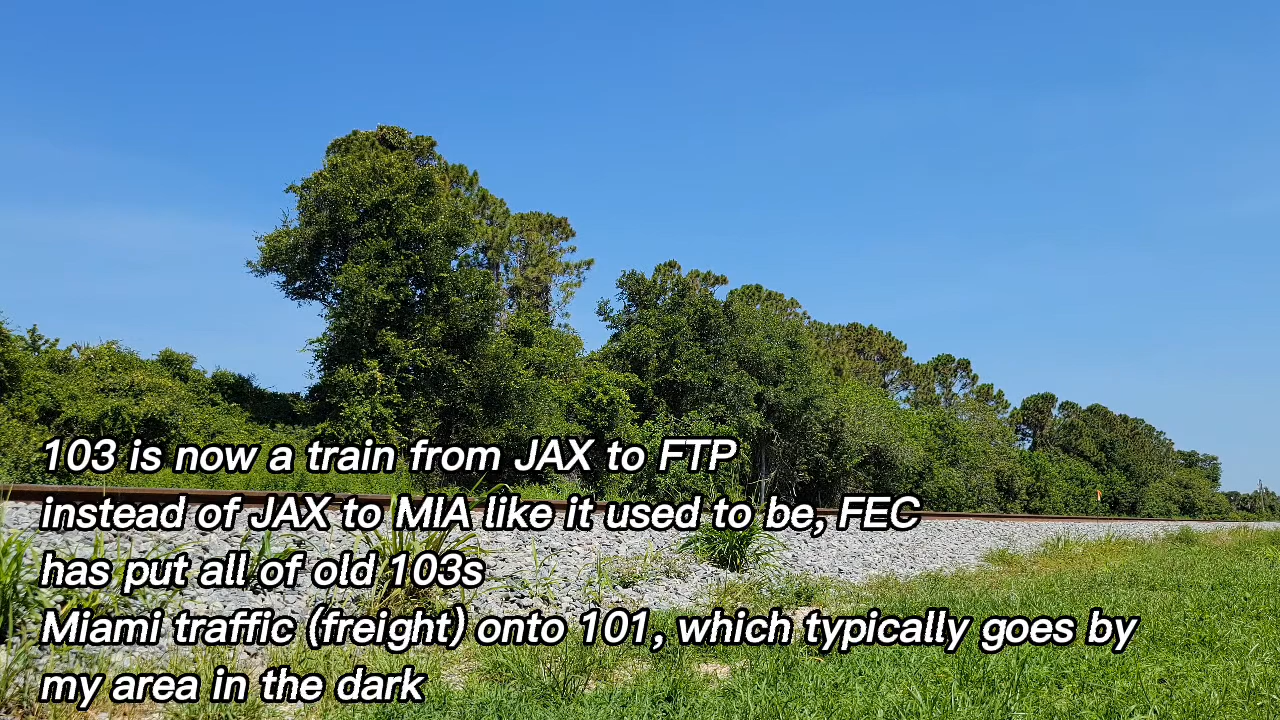 103 is now a train from JAX to FTP
instead of JAX to MIA like it used to be, FEC
has put all of old 103s
Miami traffic (freight) onto 101, which typically goes by
my area in the dark